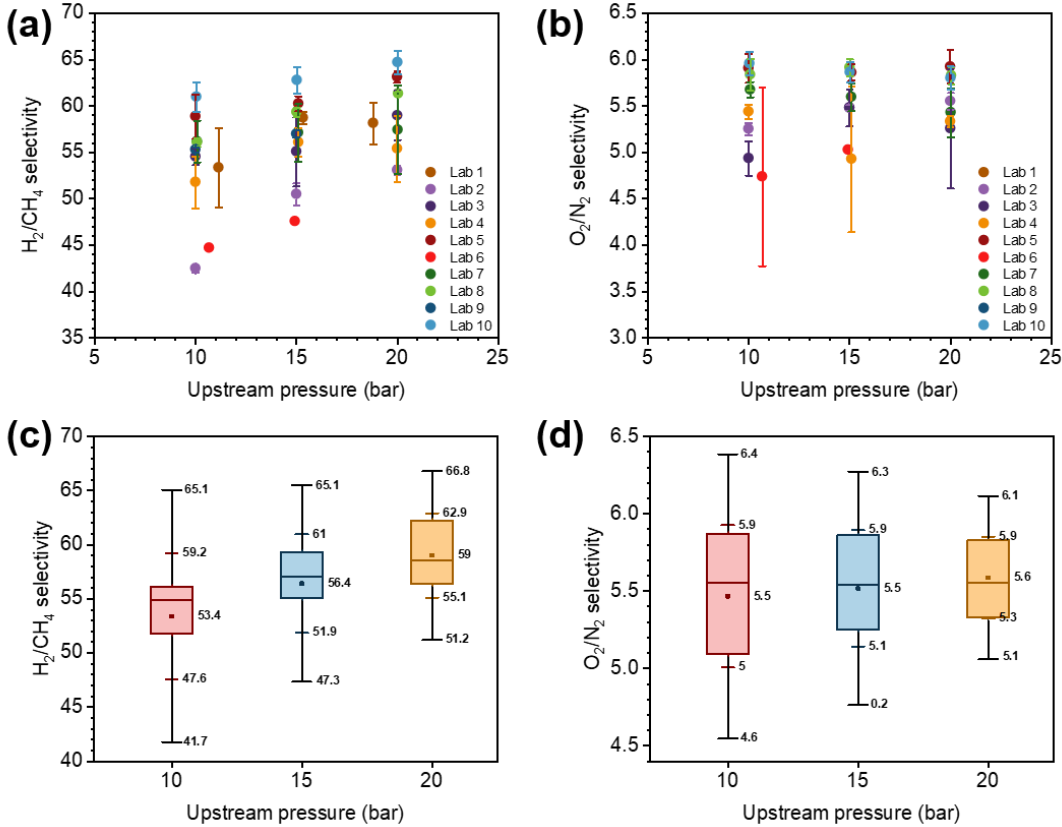 (a)
70
65
60
55
50
45
40
35
H₂/CH₄ selectivity
Lab 1
Lab 2
Lab 3
Lab 4
Lab 5
Lab 6
Lab 7
Lab 8
Lab 9
Lab 10
5 10 15 20 25
Upstream pressure (bar)
(b)
6.5
6.0
5.5
5.0
4.5
4.0
3.5
3.0
O₂/N₂ selectivity
Lab 1
Lab 2
Lab 3
Lab 4
Lab 5
Lab 6
Lab 7
Lab 8
Lab 9
Lab 10
5 10 15 20 25
Upstream pressure (bar)
(c)
70
65
60
55
50
45
40
H₂/CH₄ selectivity
65.1
59.2
53.4
47.6
41.7
65.1
61
56.4
51.9
47.3
66.8
62.9
59
55.1
51.2
10 15 20
Upstream pressure (bar)
(d)
6.5
6.0
5.5
5.0
4.5
O₂/N₂ selectivity
6.4
5.9
5.5
5
4.6
6.3
5.9
5.5
5.1
0.2
6.1
5.9
5.6
5.3
5.1
10 15 20
Upstream pressure (bar)